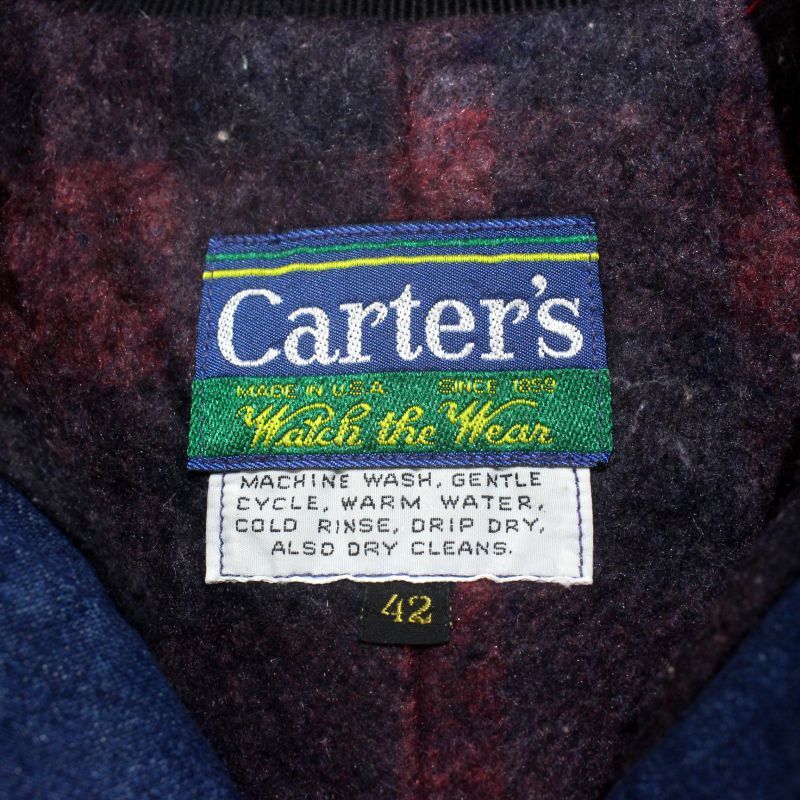 Carter's
MADE IN U.S.A. SINCE 1859
Watch the Wear
MACHINE WASH, GENTLE
CYCLE, WARM WATER,
COLD RINSE, DRIP DRY,
ALSO DRY CLEANS.
42